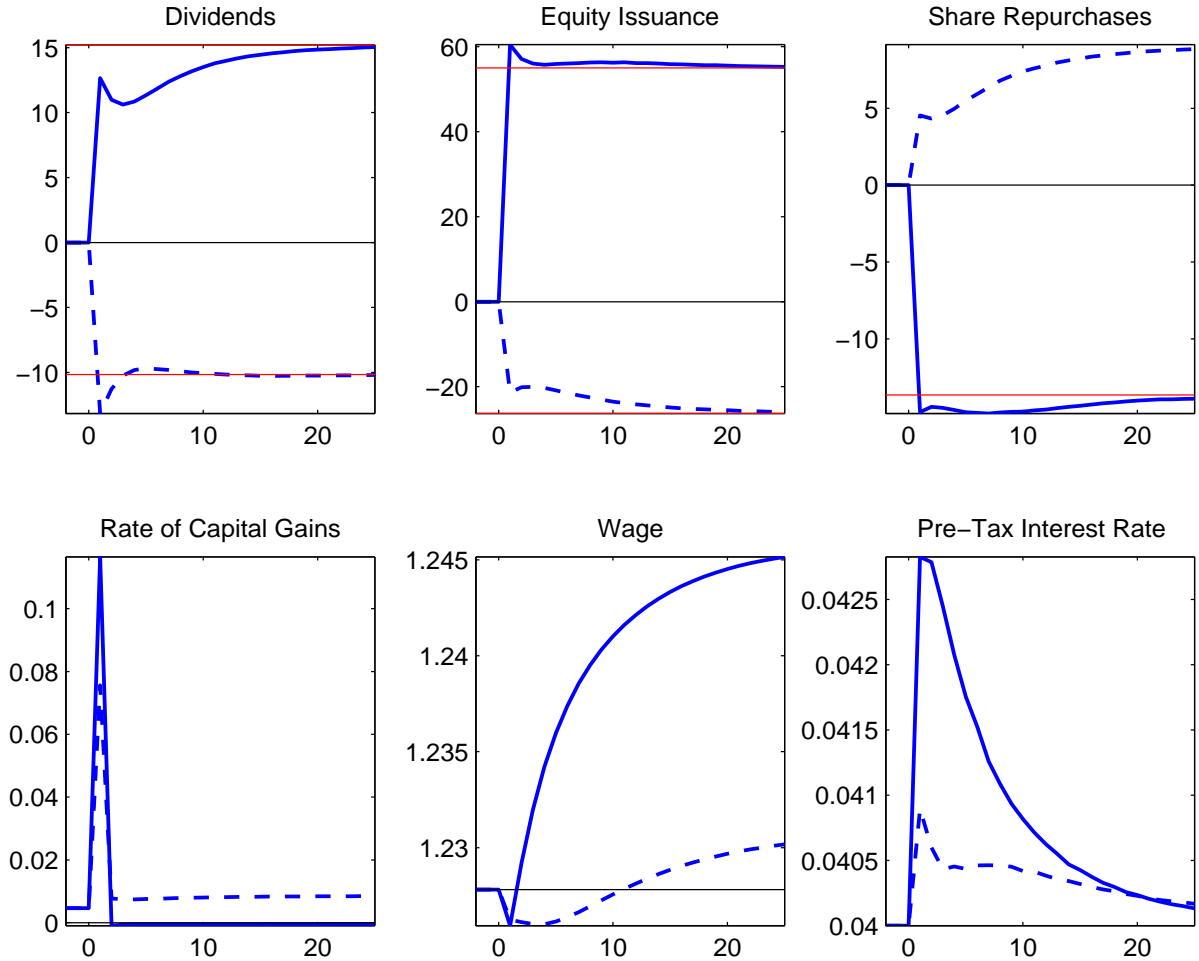 Dividends
15
10
5
0
−5
−10
0 10 20
Equity Issuance
60
40
20
0
−20
0 10 20
Share Repurchases
5
0
−5
−10
0 10 20
Rate of Capital Gains
0.1
0.08
0.06
0.04
0.02
0
0 10 20
Wage
1.245
1.24
1.235
1.23
0 10 20
Pre−Tax Interest Rate
0.0425
0.042
0.0415
0.041
0.0405
0.04
0 10 20